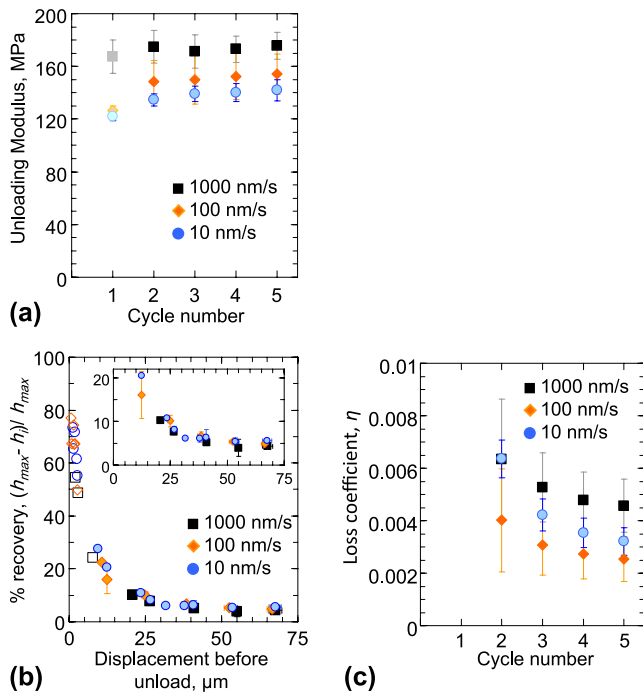 200
160
120
80
40
0
Unloading Modulus, MPa
1000 nm/s
100 nm/s
10 nm/s
1 2 3 4 5
Cycle number
(a)
100
80
60
40
20
0
% recovery, (hmax- hf)/ hmax
20
10
0
0 25 50 75
1000 nm/s
100 nm/s
10 nm/s
0 25 50 75
Displacement before
unload, μm
(b)
0.01
0.008
0.006
0.004
0.002
0
Loss coefficient, η
1000 nm/s
100 nm/s
10 nm/s
1 2 3 4 5
Cycle number
(c)